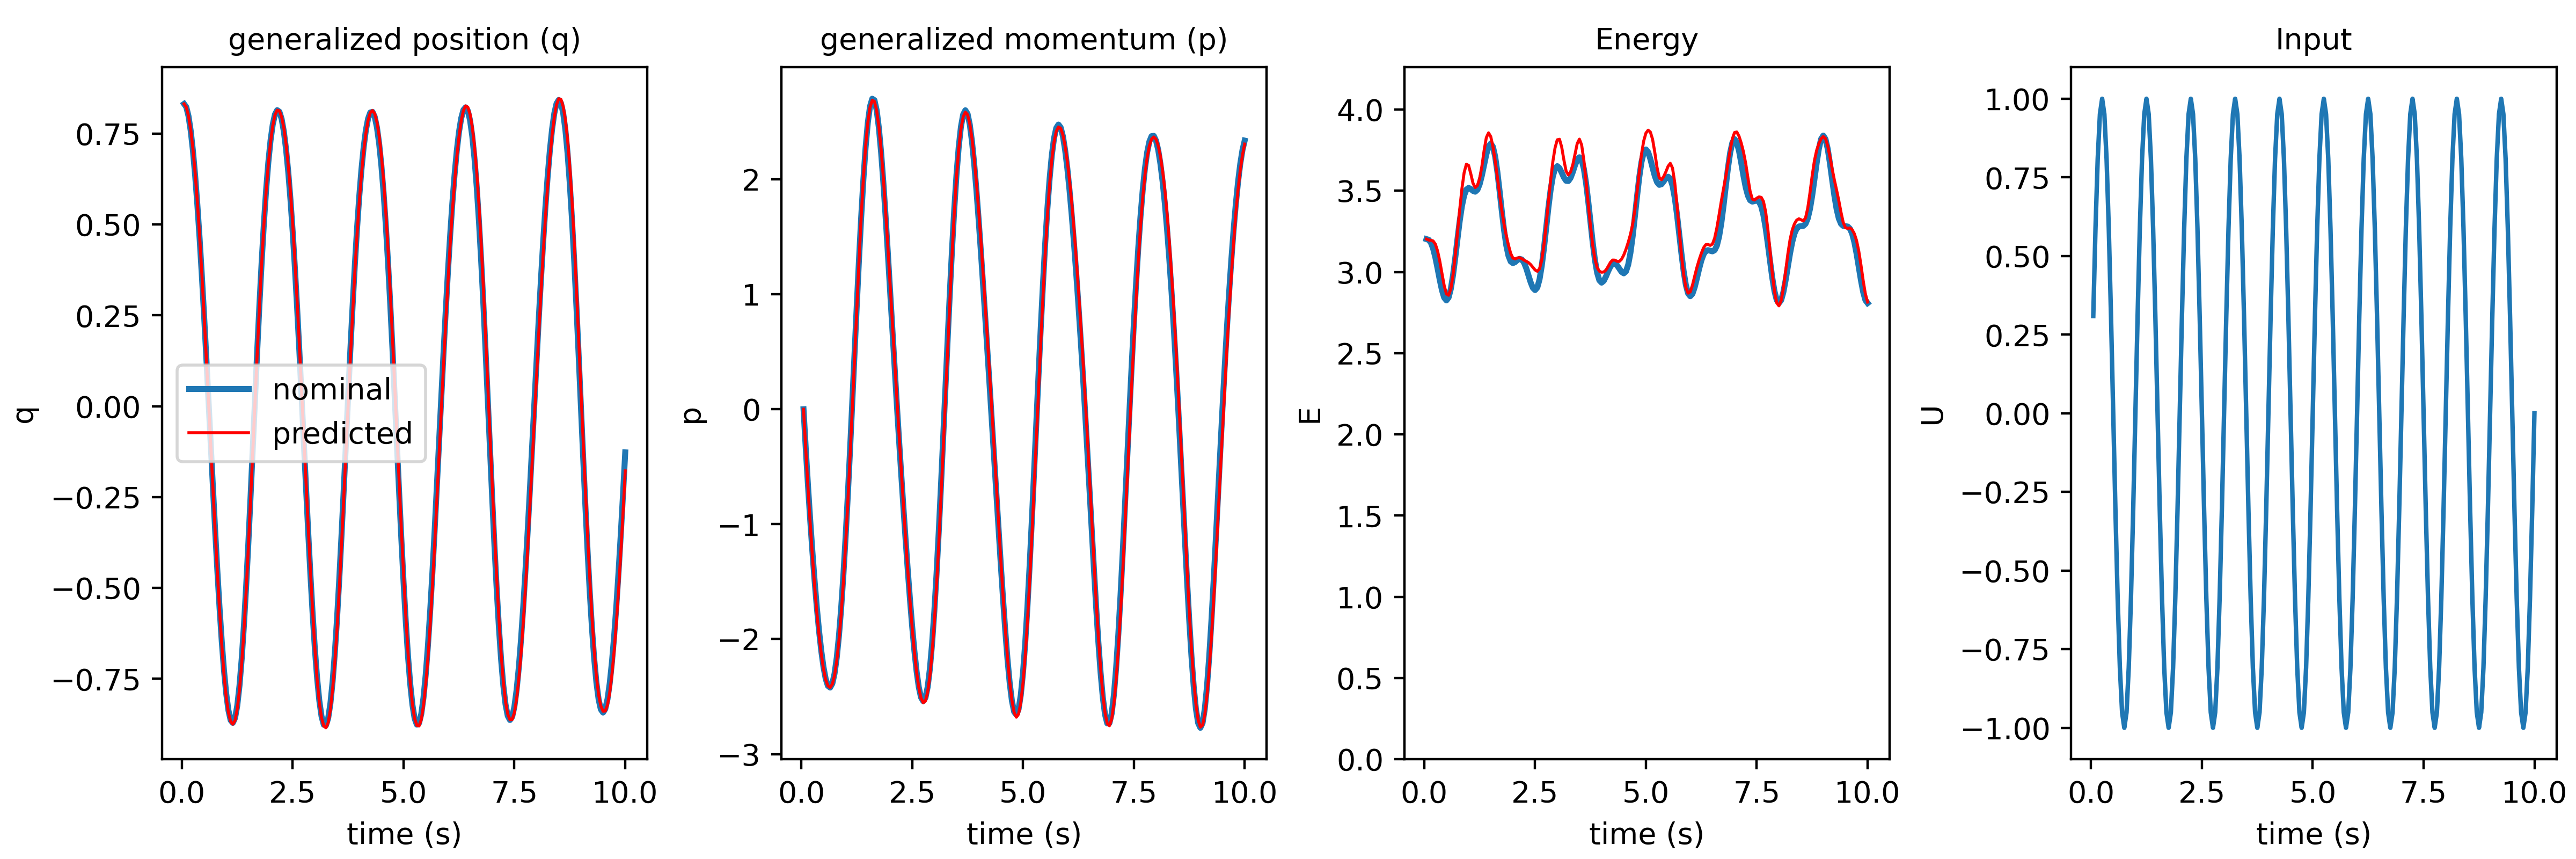 generalized position (q)
q
0.75
0.50
0.25
0.00
−0.25
−0.50
−0.75
nominal
predicted
0.0 2.5 5.0 7.5 10.0
time (s)
generalized momentum (p)
p
2
1
0
−1
−2
−3
0.0 2.5 5.0 7.5 10.0
time (s)
Energy
E
4.0
3.5
3.0
2.5
2.0
1.5
1.0
0.5
0.0
0.0 2.5 5.0 7.5 10.0
time (s)
Input
U
1.00
0.75
0.50
0.25
0.00
−0.25
−0.50
−0.75
−1.00
0.0 2.5 5.0 7.5 10.0
time (s)